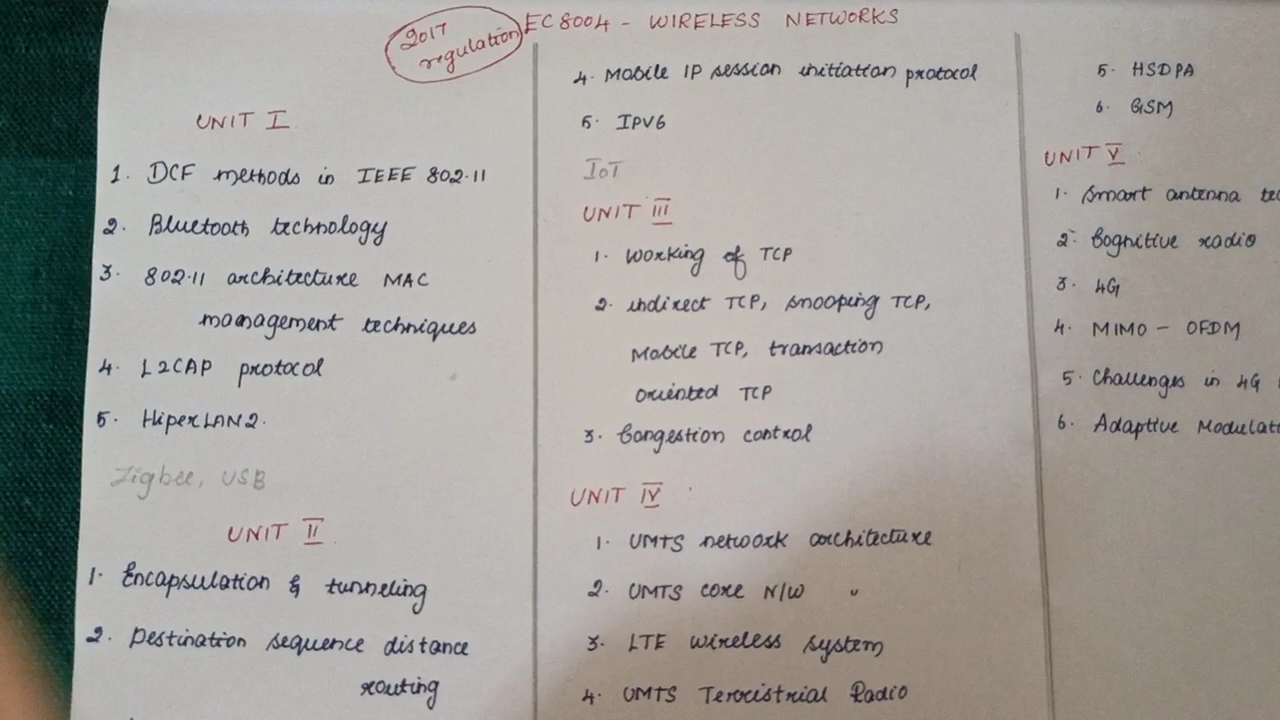 2017 regulation
EC8004 - WIRELESS NETWORKS
UNIT I
1. DCF methods in IEEE 802.11
2. Bluetooth technology
3. 802.11 architecture MAC
management techniques
4. L2CAP protocol
5. HiperLAN2.
Zigbee, USB
UNIT II
1. Encapsulation & tunneling
2. Destination sequence distance
routing
4. Mobile IP session initiation protocol
5. IPV6
IoT
UNIT III
1. Working of TCP
2. indirect TCP, snooping TCP,
Mobile TCP, transaction
oriented TCP
3. Congestion control
UNIT IV
1. UMTS network architecture
2. UMTS core N/W "
3. LTE wireless system
4. UMTS Terocistrial Radio
5. HSDPA
6. GSM
UNIT V
1. Smart antenna
2. Cognitive radio
3. 4G
4. MIMO - OFDM
5. Challenges in 4G
6. Adaptive